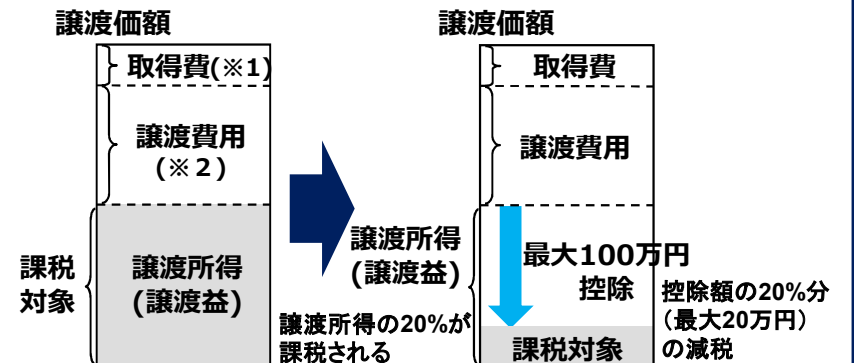 譲渡価額
取得費(※1)
譲渡費用
(※２)
課税
対象
譲渡所得
(譲渡益)
譲渡所得の20%が
課税される
譲渡価額
取得費
譲渡費用
譲渡所得
(譲渡益)
最大100万円
控除
課税対象
控除額の20%分
（最大20万円）
の減税